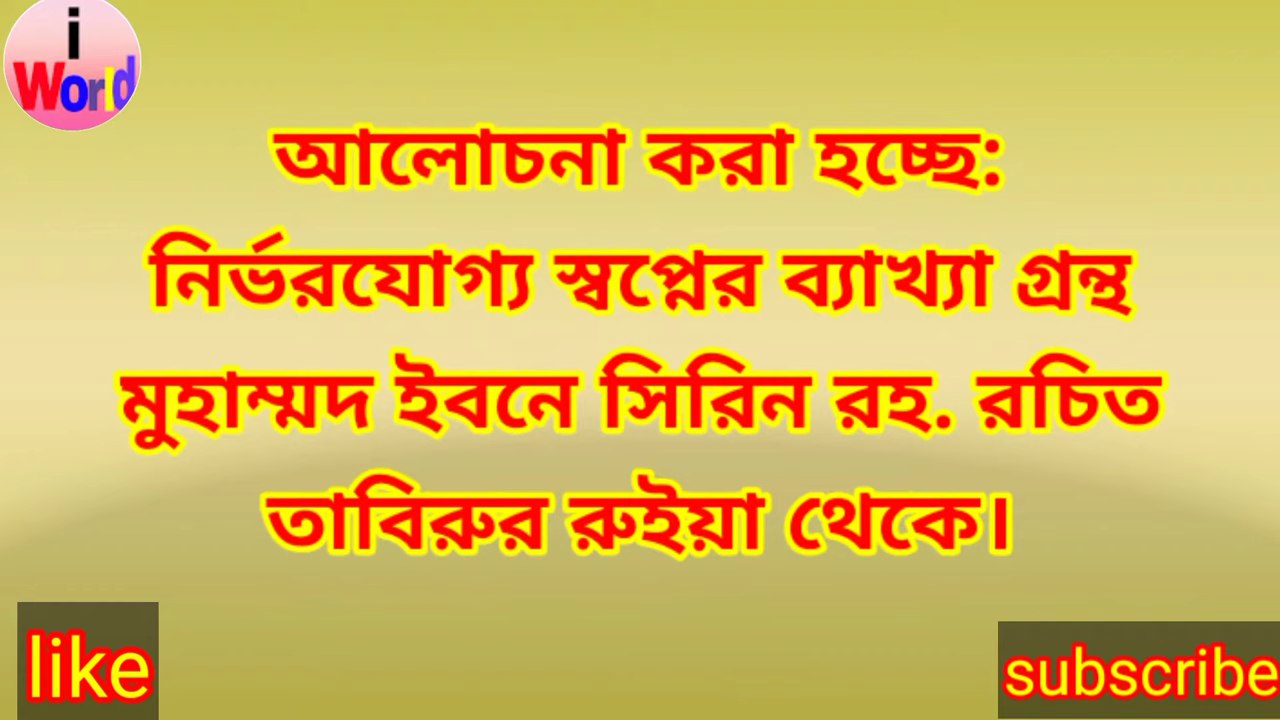 i
World
আলোচনা করা হচ্ছে:
নির্ভরযোগ্য স্বপ্নের ব্যাখ্যা গ্রন্থ
মুহাম্মদ ইবনে সিরিন রহ. রচিত
তাবিরুর রুইয়া থেকে।
like
subscribe